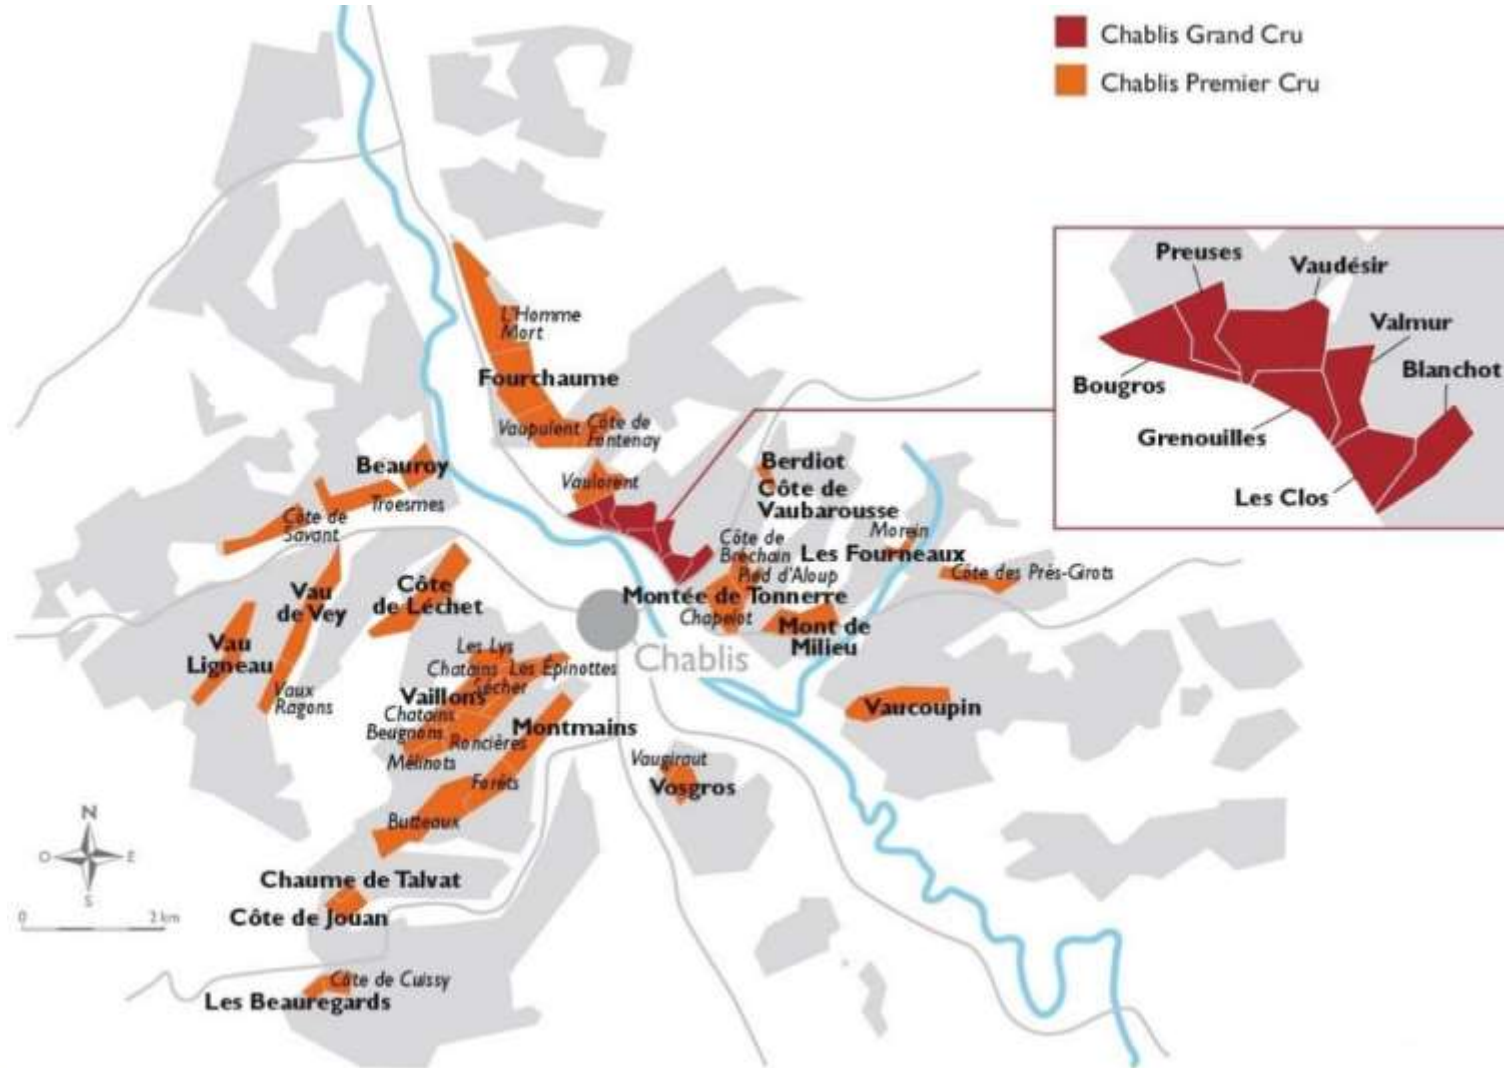 Chablis Grand Cru
Chablis Premier Cru
Preuses
Vaudésir
Valmur
Blanchot
Bougros
Grenouilles
Les Clos
L'Homme
Mort
Fourchaume
Vaupulent
Côte de
Fontenay
Beauroy
Troesmes
Côte de
Savant
Vaulorent
Berdiot
Côte de
Vaubarousse
Morein
Côte de
Bréchain
Les Fourneaux
Pied d'Aloup
Côte des Prés-Girots
Montée de Tonnerre
Chapelot
Mont de
Milieu
Vau
de Vey
Côte
de Léchet
Vau
Ligneau
Vaux
Ragons
Chablis
Les Lys
Chatains
Les Épinottes
Sécher
Vaillons
Chatains
Beugnons
Roncières
Mélinots
Montmains
Forêts
Butteaux
Vaucoupin
Vaugiraut
Vosgros
Chaume de Talvat
Côte de Jouan
Côte de Cuissy
Les Beauregards
N
O
E
S
0
2 km